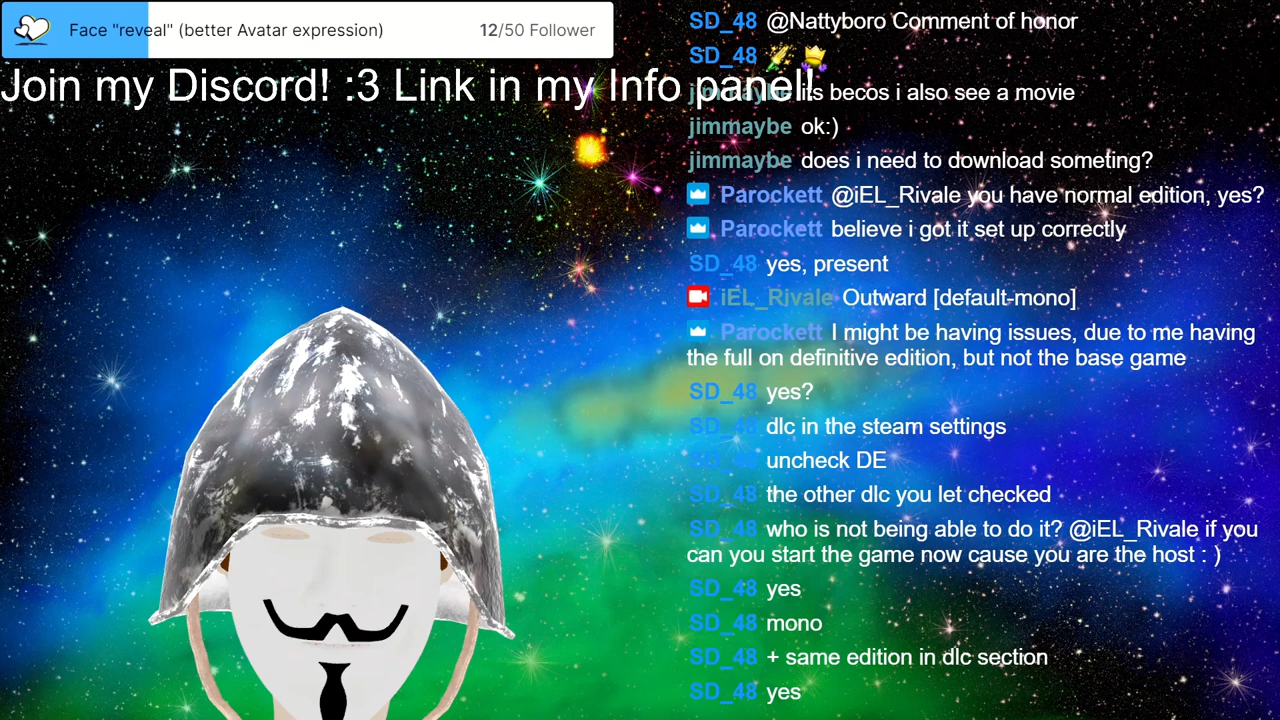 Face "reveal" (better Avatar expression) 12/50 Follower
Join my Discord! :3 Link in my Info panel!
SD_48 @Nattyboro Comment of honor
SD_48
jimmaybe its becos i also see a movie
jimmaybe ok:)
jimmaybe does i need to download someting?
Parockett @iEL_Rivale you have normal edition, yes?
Parockett believe i got it set up correctly
SD_48 yes, present
iEL_Rivale Outward [default-mono]
Parockett I might be having issues, due to me having
the full on definitive edition, but not the base game
SD_48 yes?
SD_48 dlc in the steam settings
SD_48 uncheck DE
SD_48 the other dlc you let checked
SD_48 who is not being able to do it? @iEL_Rivale if you
can you start the game now cause you are the host : )
SD_48 yes
SD_48 mono
SD_48 + same edition in dlc section
SD_48 yes